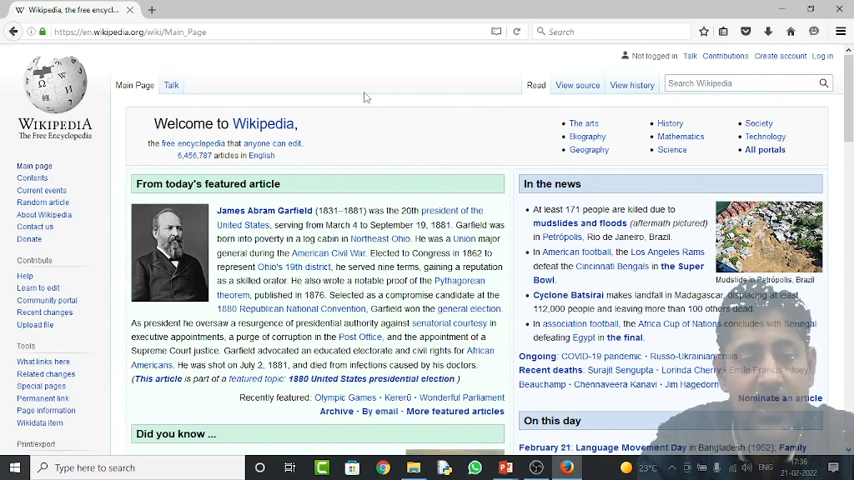 Wikipedia, the free encycl...
https://en.wikipedia.org/wiki/Main_Page
Search
Not logged in Talk Contributions Create account Log in
Main Page Talk
Read View source View history
Search Wikipedia
WIKIPEDIA
The Free Encyclopedia
Main page
Contents
Current events
Random article
About Wikipedia
Contact us
Donate
Contribute
Help
Learn to edit
Community portal
Recent changes
Upload file
Tools
What links here
Related changes
Special pages
Permanent link
Page information
Wikidata item
Print/export
Welcome to Wikipedia,
the free encyclopedia that anyone can edit.
6,456,787 articles in English
The arts
Biography
Geography
History
Mathematics
Science
Society
Technology
All portals
From today's featured article
James Abram Garfield (1831–1881) was the 20th president of the
United States, serving from March 4 to September 19, 1881. Garfield was
born into poverty in a log cabin in Northeast Ohio. He was a Union major
general during the American Civil War. Elected to Congress in 1862 to
represent Ohio's 19th district, he served nine terms, gaining a reputation
as a skilled orator. He also wrote a notable proof of the Pythagorean
theorem, published in 1876. Selected as a compromise candidate at the
1880 Republican National Convention, Garfield won the general election.
As president he oversaw a resurgence of presidential authority against senatorial courtesy in
executive appointments, a purge of corruption in the Post Office, and the appointment of a
Supreme Court justice. Garfield advocated an educated electorate and civil rights for African
Americans. He was shot on July 2, 1881, and died from infections caused by his doctors.
(This article is part of a featured topic: 1880 United States presidential election.)
Recently featured: Olympic Games · Kererū · Wonderful Parliament
Archive · By email · More featured articles
Did you know ...
In the news
At least 171 people are killed due to
mudslides and floods (aftermath pictured)
in Petrópolis, Rio de Janeiro, Brazil.
In American football, the Los Angeles Rams
defeat the Cincinnati Bengals in the Super
Bowl.
Mudslide in Petrópolis, Brazil
Cyclone Batsirai makes landfall in Madagascar, displacing at least
112,000 people and leaving more than 100 others dead.
In association football, the Africa Cup of Nations concludes with Senegal
defeating Egypt in the final.
Ongoing: COVID-19 pandemic · Russo-Ukrainian crisis
Recent deaths: Surajit Sengupta · Lorinda Cherry · Emile Francis · Joey
Beauchamp · Chennaveera Kanavi · Jim Hagedorn
Nominate an article
On this day
February 21: Language Movement Day in Bangladesh (1952); Family
Type here to search
23°C
ENG
17:36
21-02-2022